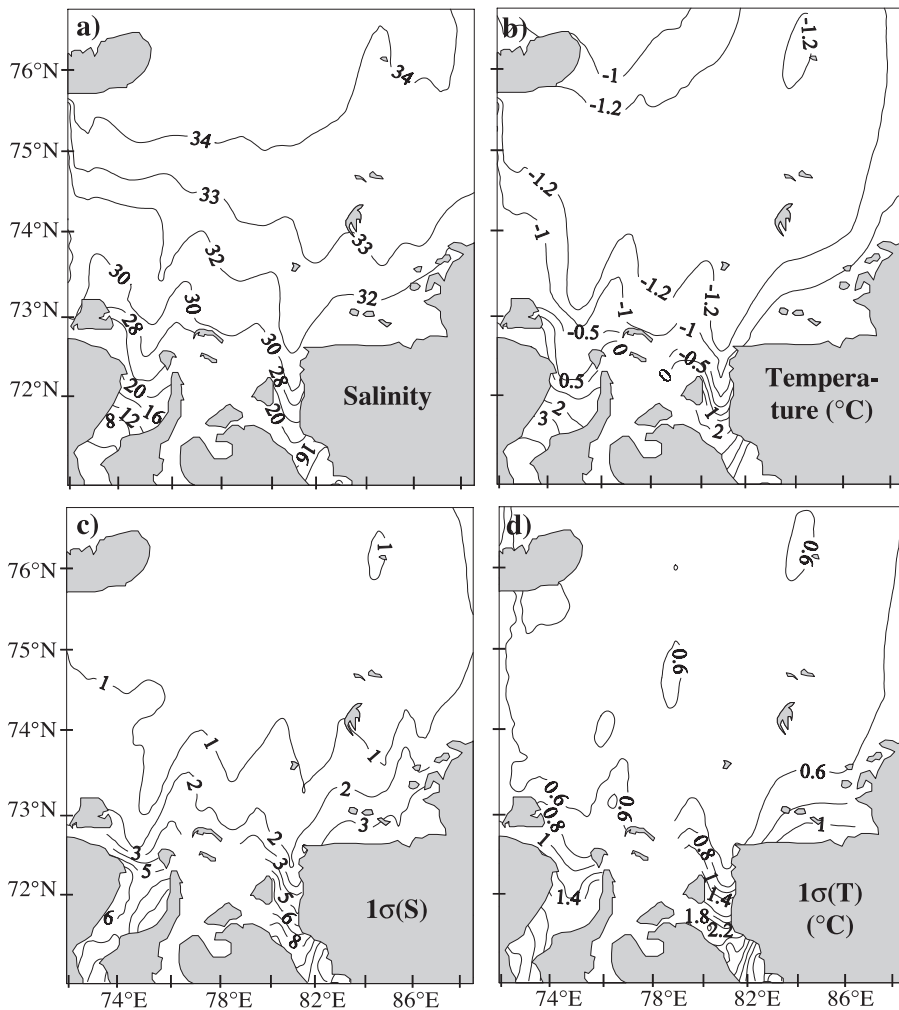 a)
76°N
75°N
74°N
73°N
72°N
34
34
33
33
32
32
30
30
30
28
28
20
20
16
16
12
8
Salinity
b)
-1.2
-1
-1.2
-1.2
-1
-1.2
-1.2
-1
-1
-0.5
-0.5
0
0
0.5
1
2
2
3
Tempera-
ture (°C)
c)
76°N
75°N
74°N
73°N
72°N
1
1
1
1
2
2
2
3
3
3
5
5
6
6
8
1σ(S)
74°E
78°E
82°E
86°E
d)
0.6
0.6
0.6
0.6
0.6
0.8
0.8
1
1
1
1.4
1.4
1.8
2.2
1σ(T)
(°C)
74°E
78°E
82°E
86°E